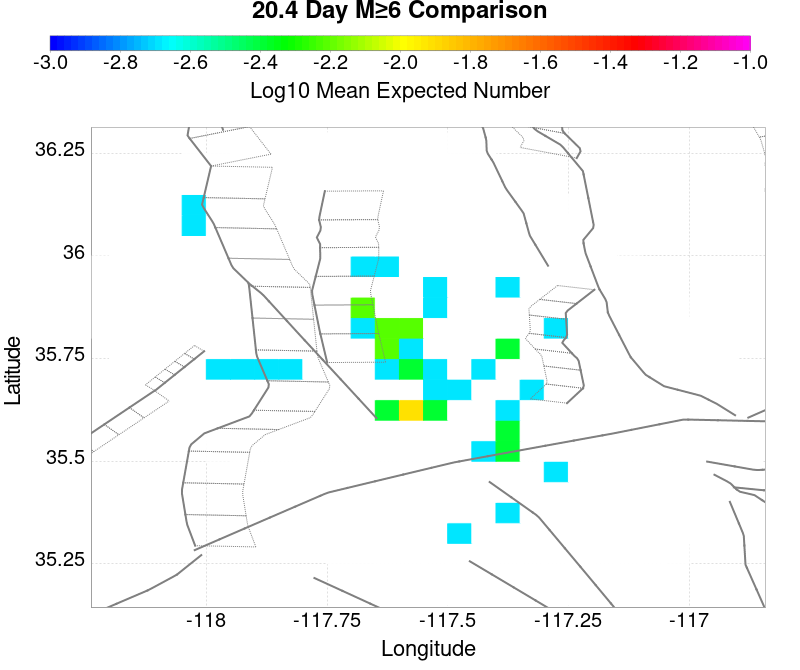 20.4 Day M≥6 Comparison
-3.0 -2.8 -2.6 -2.4 -2.2 -2.0 -1.8 -1.6 -1.4 -1.2 -1.0
Log10 Mean Expected Number
36.25
36
35.75
35.5
35.25
Latitude
-118 -117.75 -117.5 -117.25 -117
Longitude